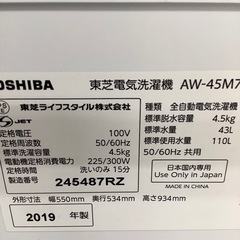 OSHIBA 東芝電気洗濯機 AW-45M7
JET
東芝ライフスタイル株式会社
定格電圧 100V
定格周波数 50/60Hz
標準洗濯容量 4.5kg
電動機定格消費電力 225/300W
定格時間 洗いのみ 15分
製造番号 245487RZ
種類 全自動電気洗濯機
標準脱水容量 4.5kg
標準水量 43L
標準使用水量 110L
50/60Hz 共用
日本国内専用
Use Only in Japan
外形寸法 幅550mm 奥行534mm 高さ934mm
2019 年製